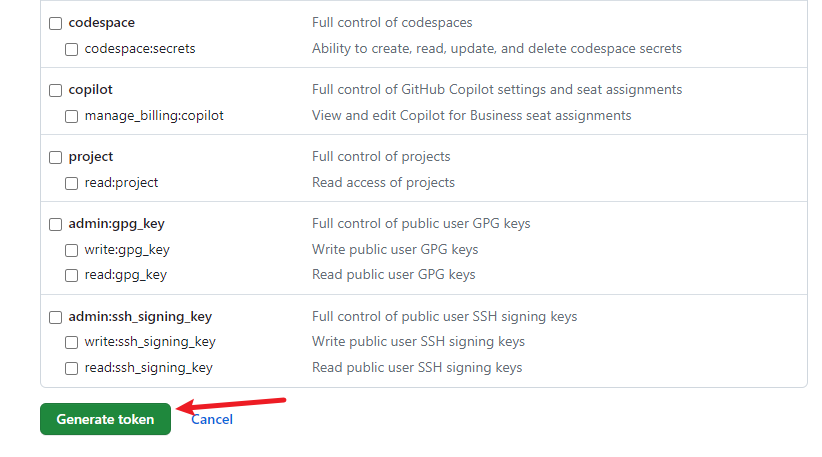 codespace Full control of codespaces
codespace:secrets Ability to create, read, update, and delete codespace secrets
copilot Full control of GitHub Copilot settings and seat assignments
manage_billing:copilot View and edit Copilot for Business seat assignments
project Full control of projects
read:project Read access of projects
admin:gpg_key Full control of public user GPG keys
write:gpg_key Write public user GPG keys
read:gpg_key Read public user GPG keys
admin:ssh_signing_key Full control of public user SSH signing keys
write:ssh_signing_key Write public user SSH signing keys
read:ssh_signing_key Read public user SSH signing keys
Generate token Cancel